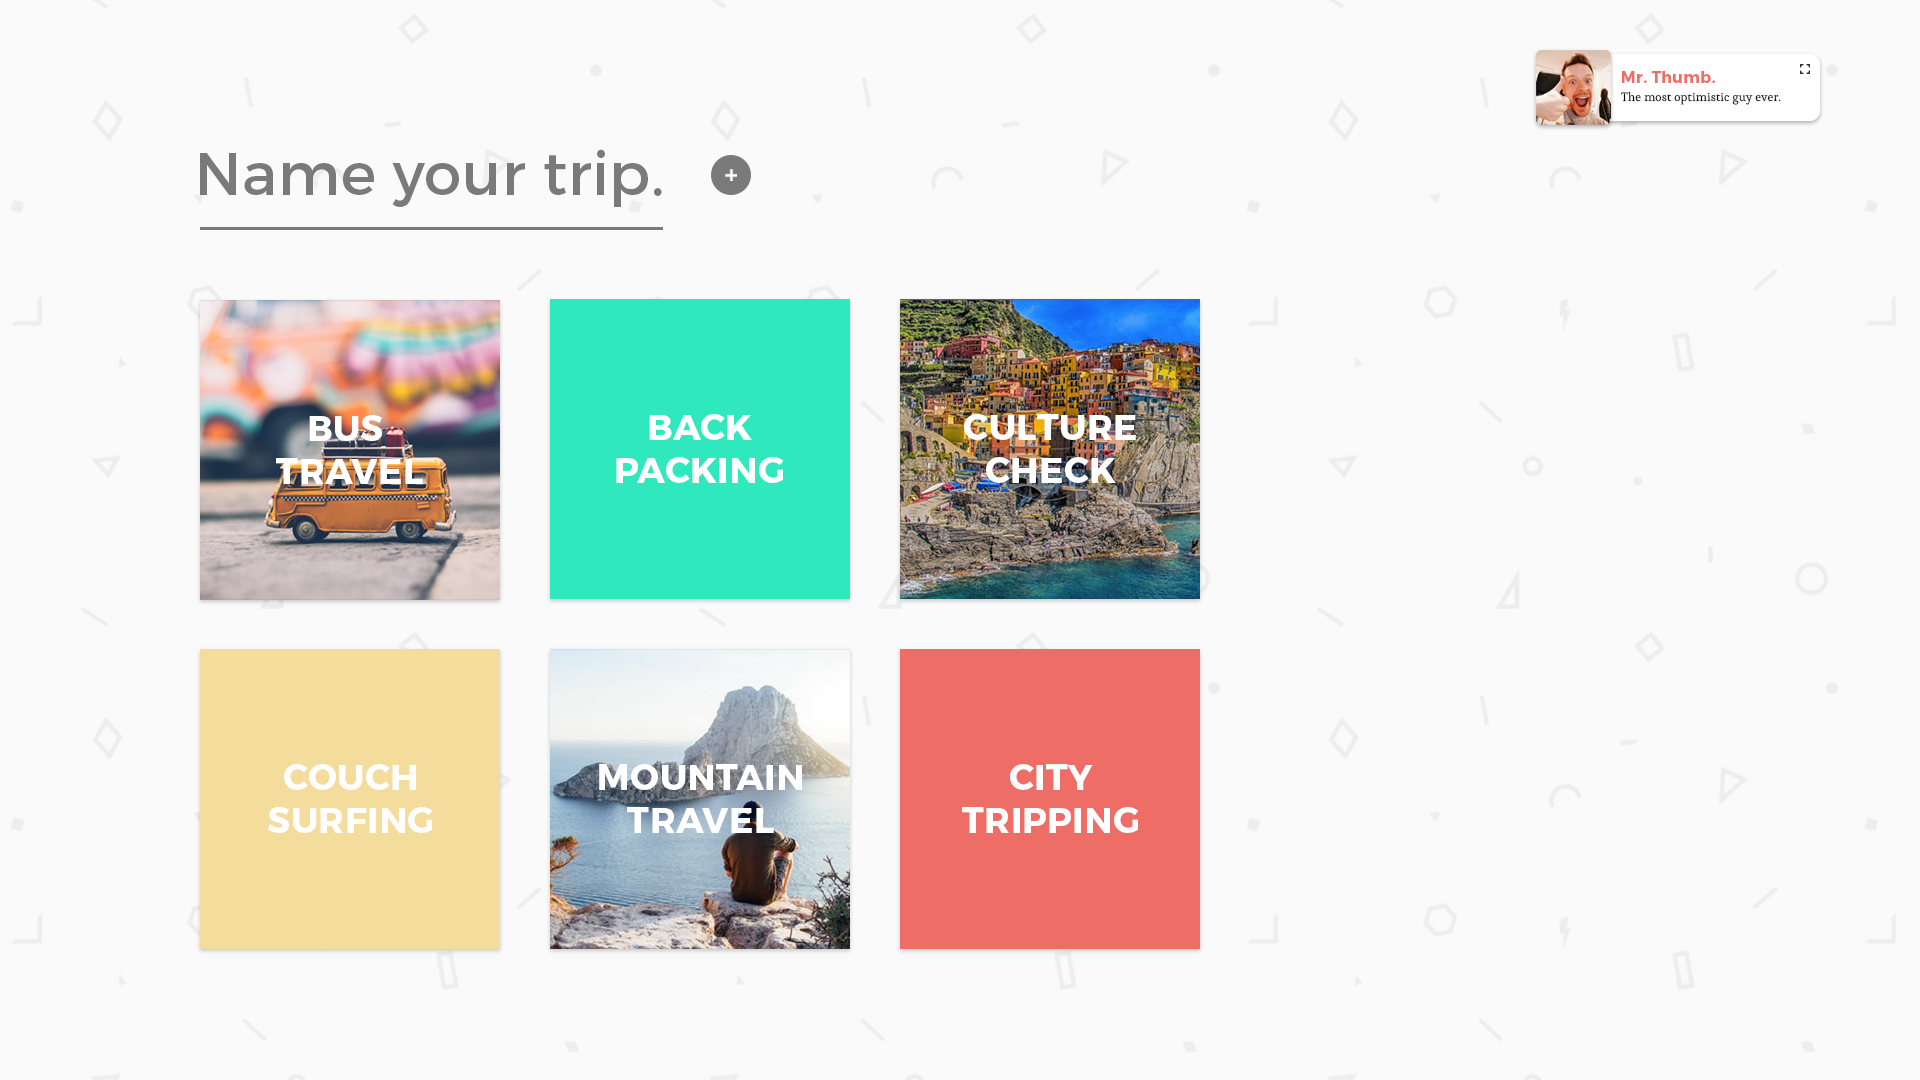 Mr. Thumb.
The most optimistic guy ever.
Name your trip.
BUS
TRAVEL
BACK
PACKING
CULTURE
CHECK
COUCH
SURFING
MOUNTAIN
TRAVEL
CITY
TRIPPING